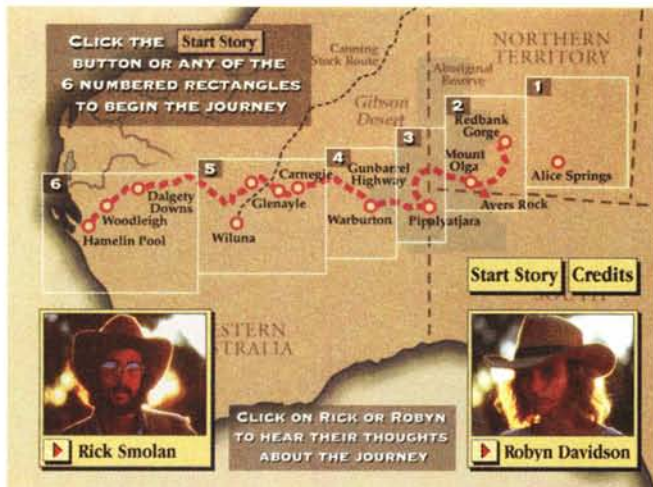 CLICK THE Start Story
BUTTON OR ANY OF THE
6 NUMBERED RECTANGLES
TO BEGIN THE JOURNEY
Canning
Stock Route
NORTHERN
TERRITORY
Aboriginal
Reserve
Gibson
Desert
1
2
Redbank
Gorge
Mount
Olga
Alice Springs
Ayers Rock
3
Pipalyatjara
4
Gunbarrel
Highway
Warburton
5
Carnegie
Glenayle
Wiluna
6
Dalgety
Downs
Woodleigh
Hamelin Pool
Start Story
Credits
SOUTH
ESTERN
STRALIA
Rick Smolan
CLICK ON RICK OR ROBYN
TO HEAR THEIR THOUGHTS
ABOUT THE JOURNEY
Robyn Davidson